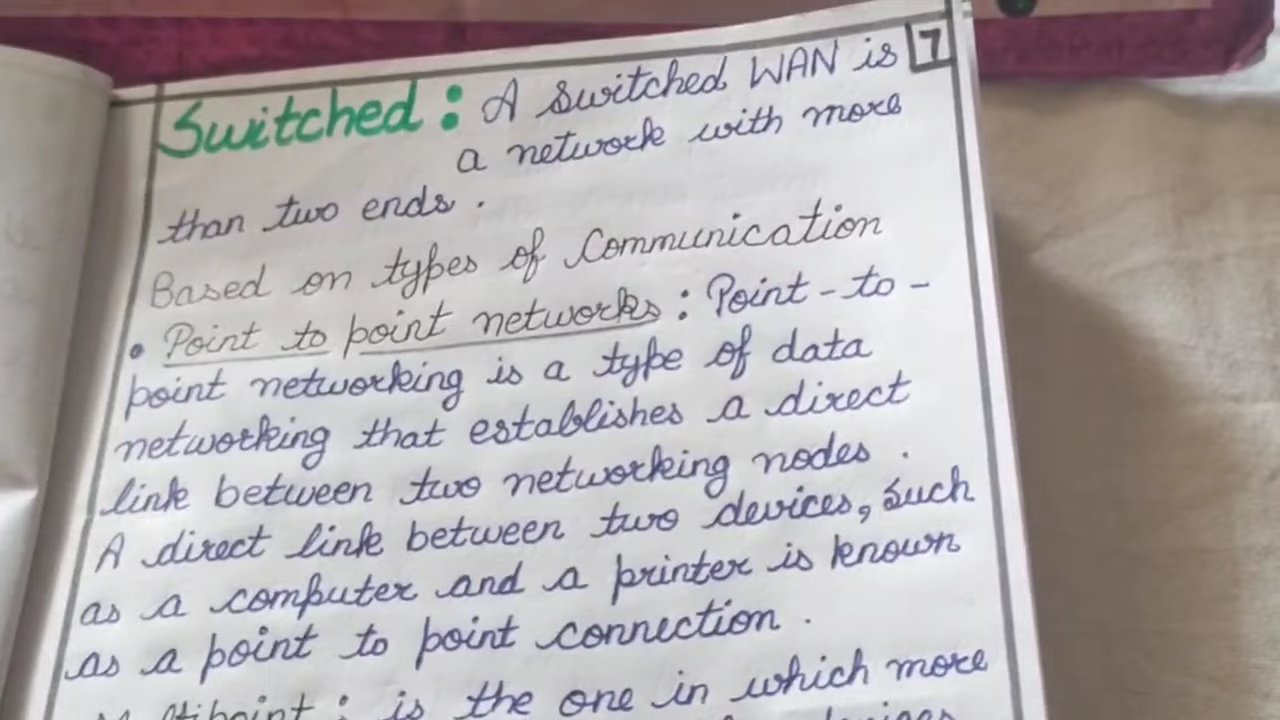 7
Switched : A Switched WAN is
a network with more
than two ends .
Based on types of Communication
• Point to point networks : Point - to -
point networking is a type of data
networking that establishes a direct
link between two networking nodes .
A direct link between two devices, such
as a computer and a printer is known
as a point to point connection .
Multipoint : is the one in which more
devices